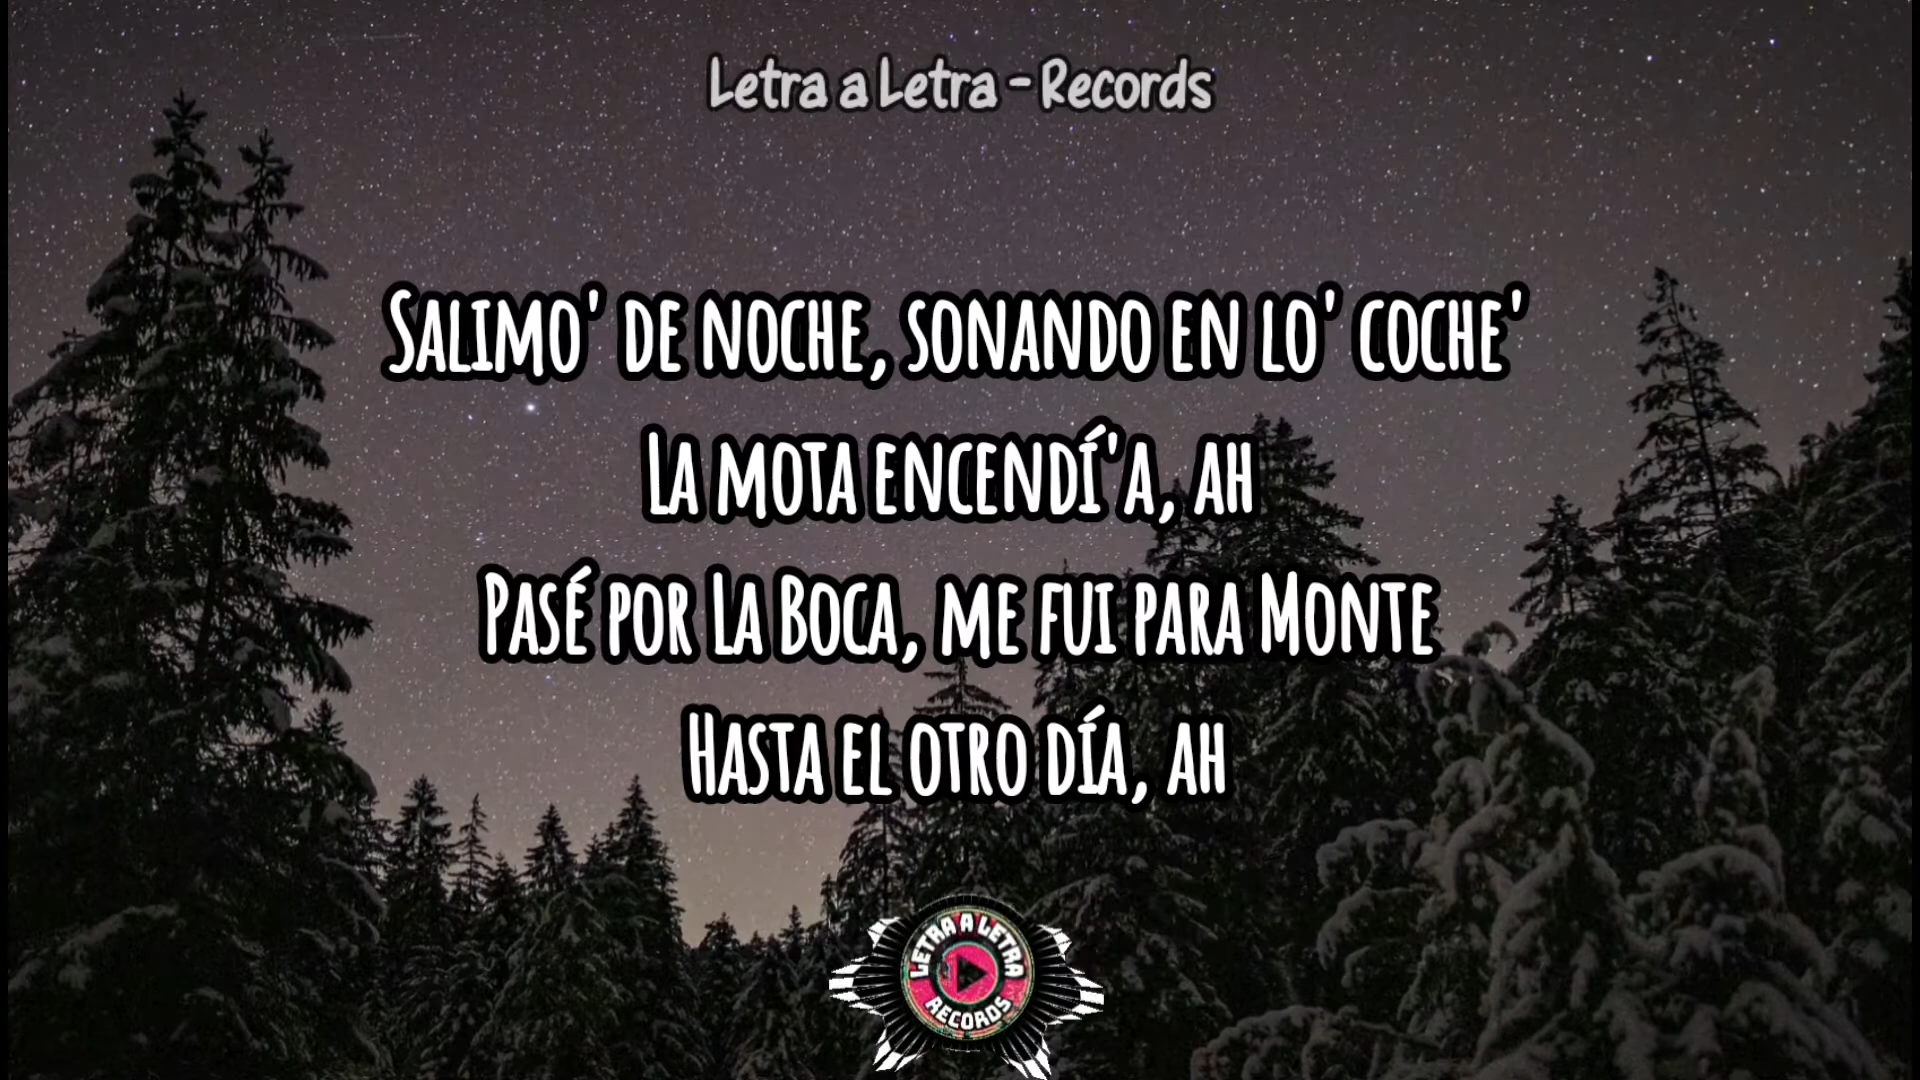 Letra a Letra - Records
Salimo' de noche, sonando en lo' coche'
La mota encendí'a, ah
Pasé por La Boca, me fui para Monte
Hasta el otro día, ah
LETRA A LETRA
RECORDS